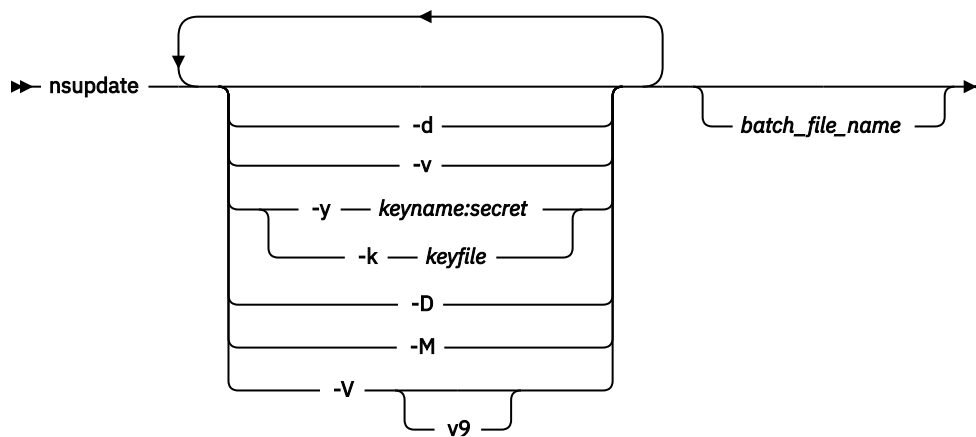 nsupdate
-d
batch_file_name
-v
-y keyname:secret
-k keyfile
-D
-M
-V
v9